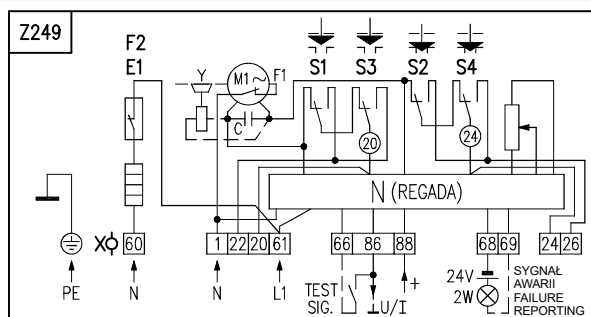 Z249
F2
E1
Y
M1
F1
C
S1
S3
S2
S4
20
24
N (REGADA)
X
60
1
22
20
61
66
86
88
68
69
24
26
PE
N
N
L1
TEST
SIG.
U/I
+
24V
2W
SYGNAŁ
AWARII
FAILURE
REPORTING